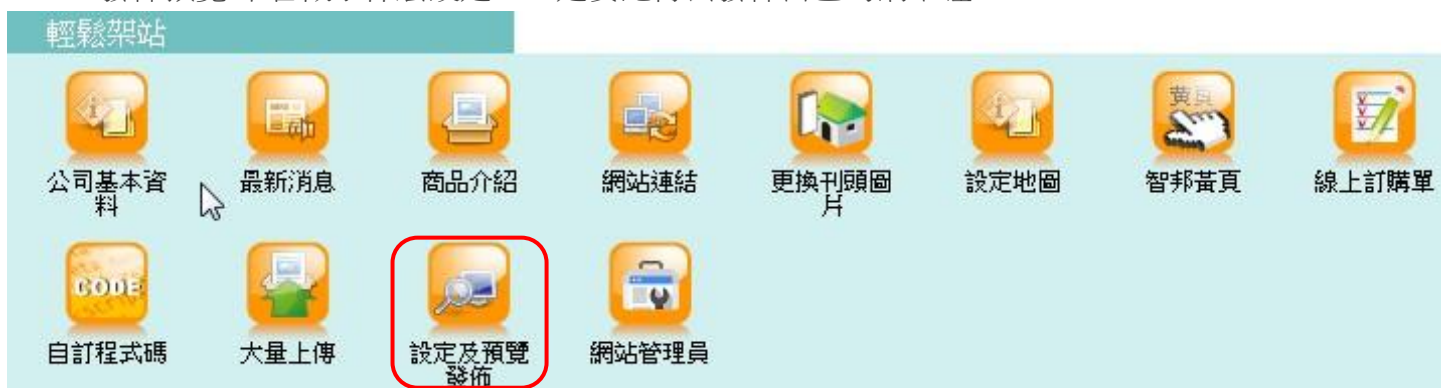 輕鬆架站
黃頁
公司基本資
料
最新消息
商品介紹
網站連結
更換刊頭圖
片
設定地圖
智邦黃頁
線上訂購單
CODE
自訂程式碼
大量上傳
設定及預覽
發佈
網站管理員